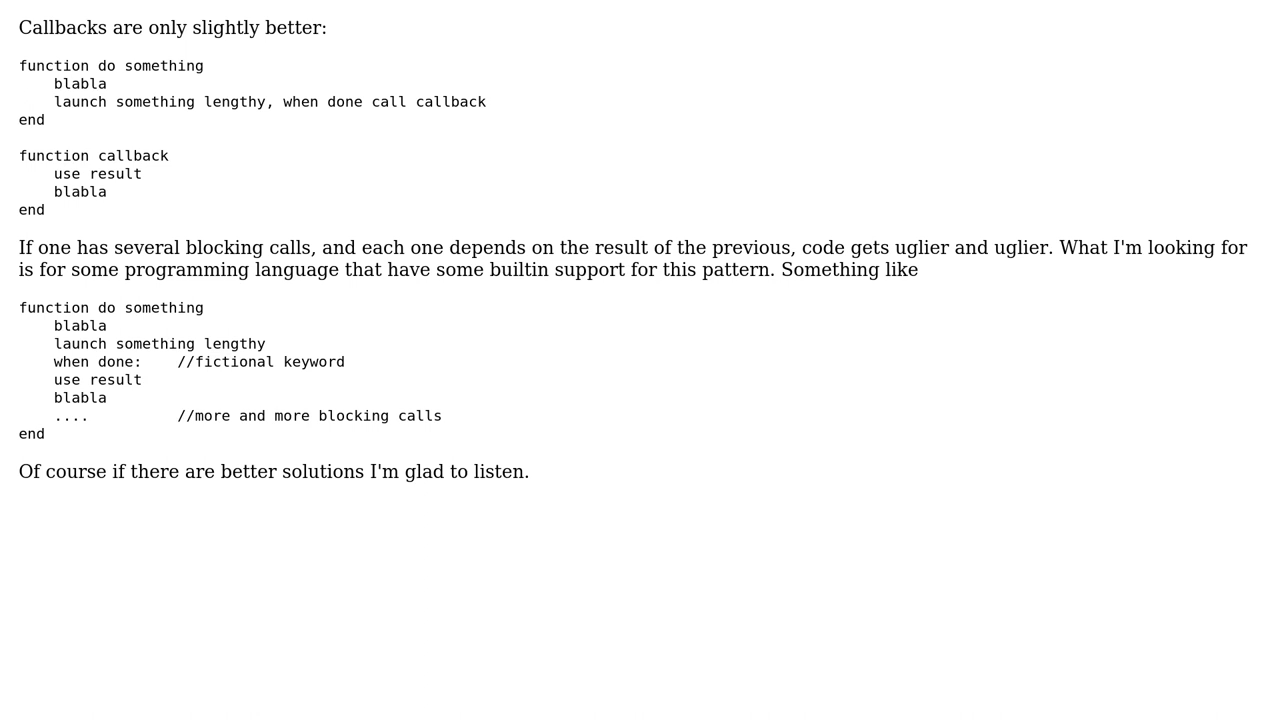 Callbacks are only slightly better:
function do something
    blabla
    launch something lengthy, when done call callback
end
function callback
    use result
    blabla
end
If one has several blocking calls, and each one depends on the result of the previous, code gets uglier and uglier. What I'm looking for
is for some programming language that have some builtin support for this pattern. Something like
function do something
    blabla
    launch something lengthy
    when done:    //fictional keyword
    use result
    blabla
    ....          //more and more blocking calls
end
Of course if there are better solutions I'm glad to listen.